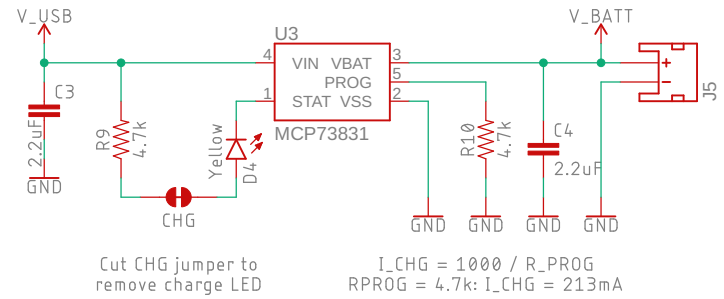 V_USB
V_BATT
U3
4
VIN
VBAT
3
C3
PROG
5
1
STAT
VSS
2
J5
MCP73831
2.2uF
R9
4.7k
Yellow
D4
R10
4.7k
C4
2.2uF
GND
CHG
GND
GND
GND
GND
Cut CHG jumper to
remove charge LED
I_CHG = 1000 / R_PROG
RPROG = 4.7k: I_CHG = 213mA